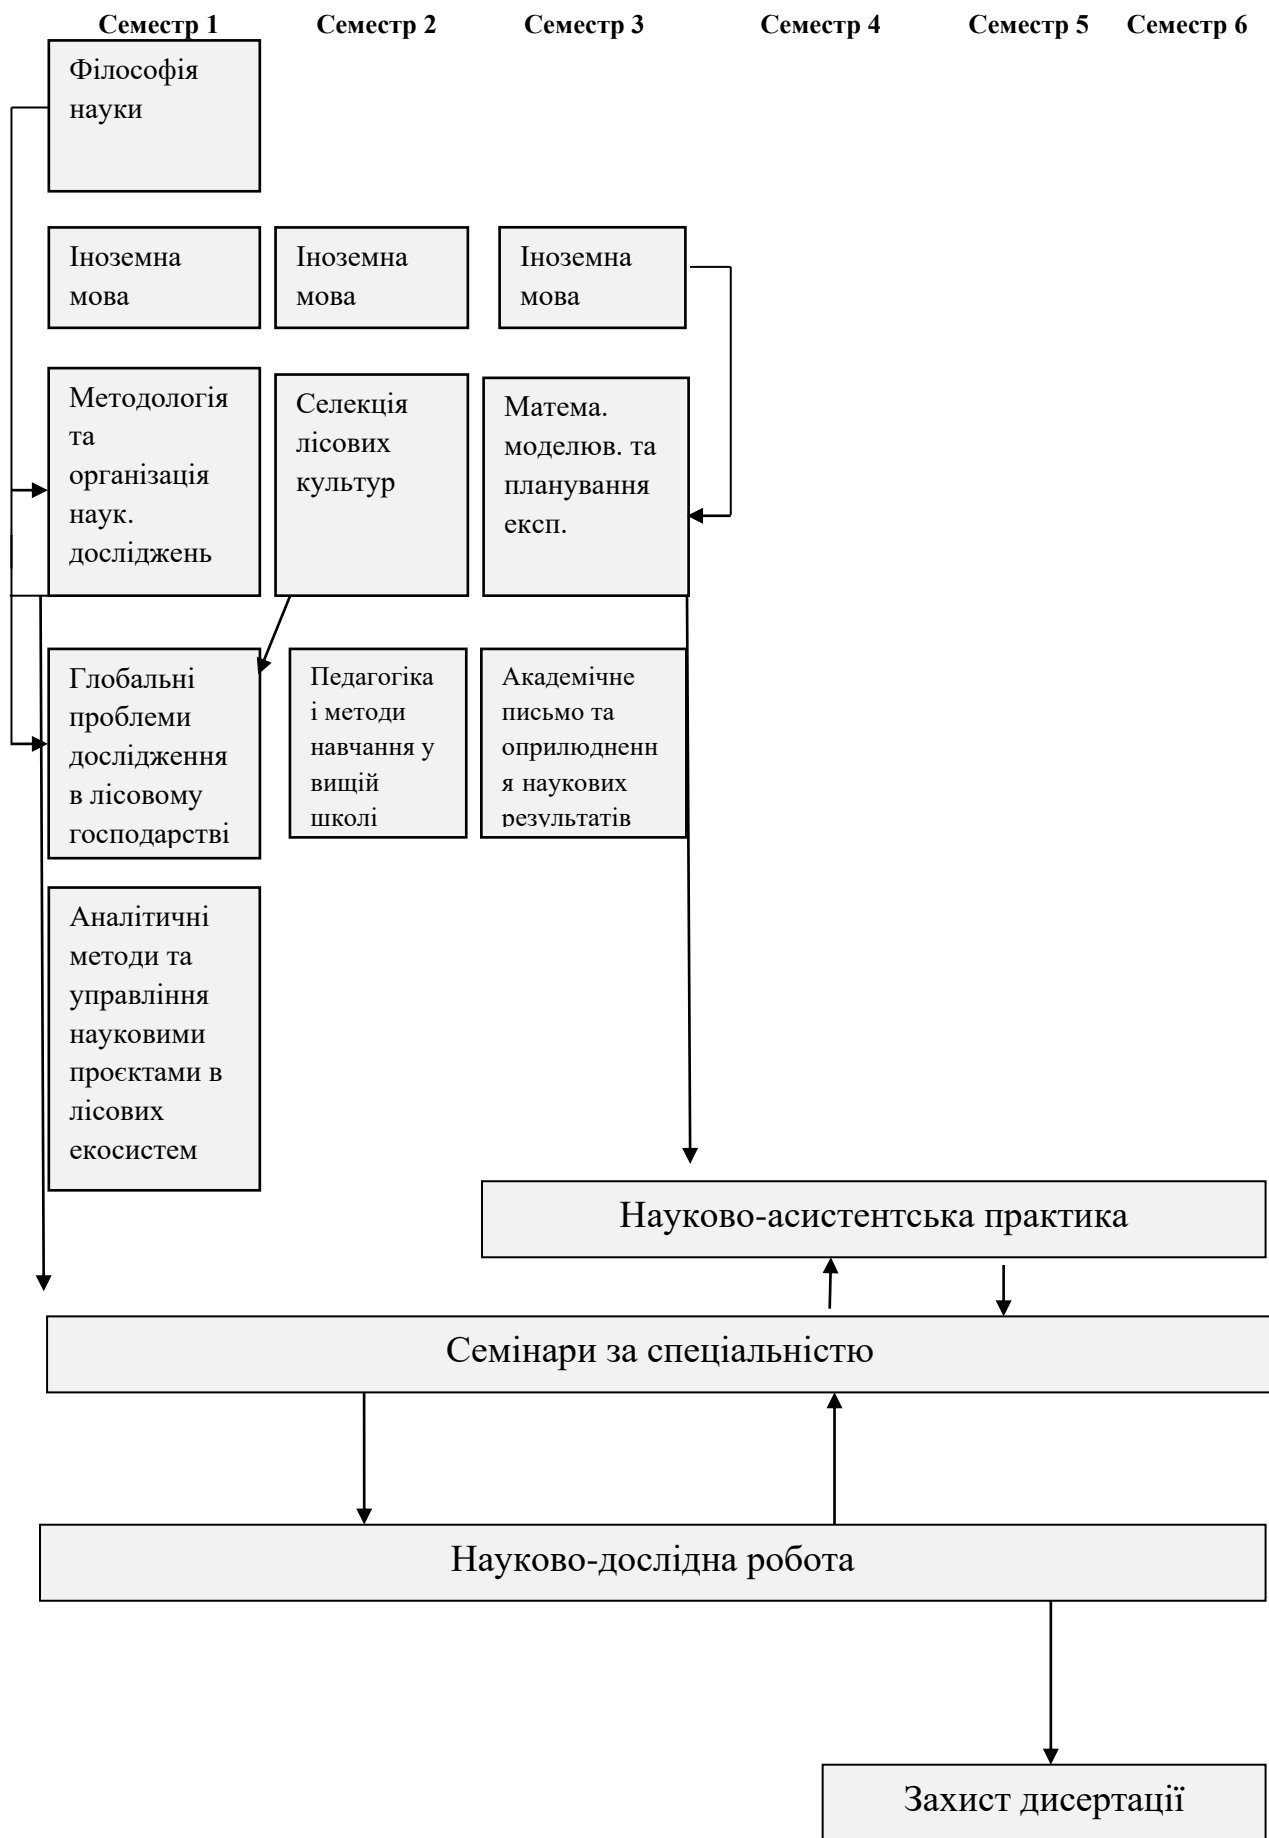 Семестр 1 Семестр 2 Семестр 3 Семестр 4 Семестр 5 Семестр 6
Філософія
науки
Іноземна
мова
Іноземна
мова
Іноземна
мова
Методологія
та
організація
наук.
досліджень
Селекція
лісових
культур
Матема.
моделюв. та
планування
експ.
Глобальні
проблеми
дослідження
в лісовому
господарстві
Педагогіка
і методи
навчання у
вищій
школі
Академічне
письмо та
оприлюдненн
я наукових
результатів
Аналітичні
методи та
управління
науковими
проєктами в
лісових
екосистем
Науково-асистентська практика
Семінари за спеціальністю
Науково-дослідна робота
Захист дисертації